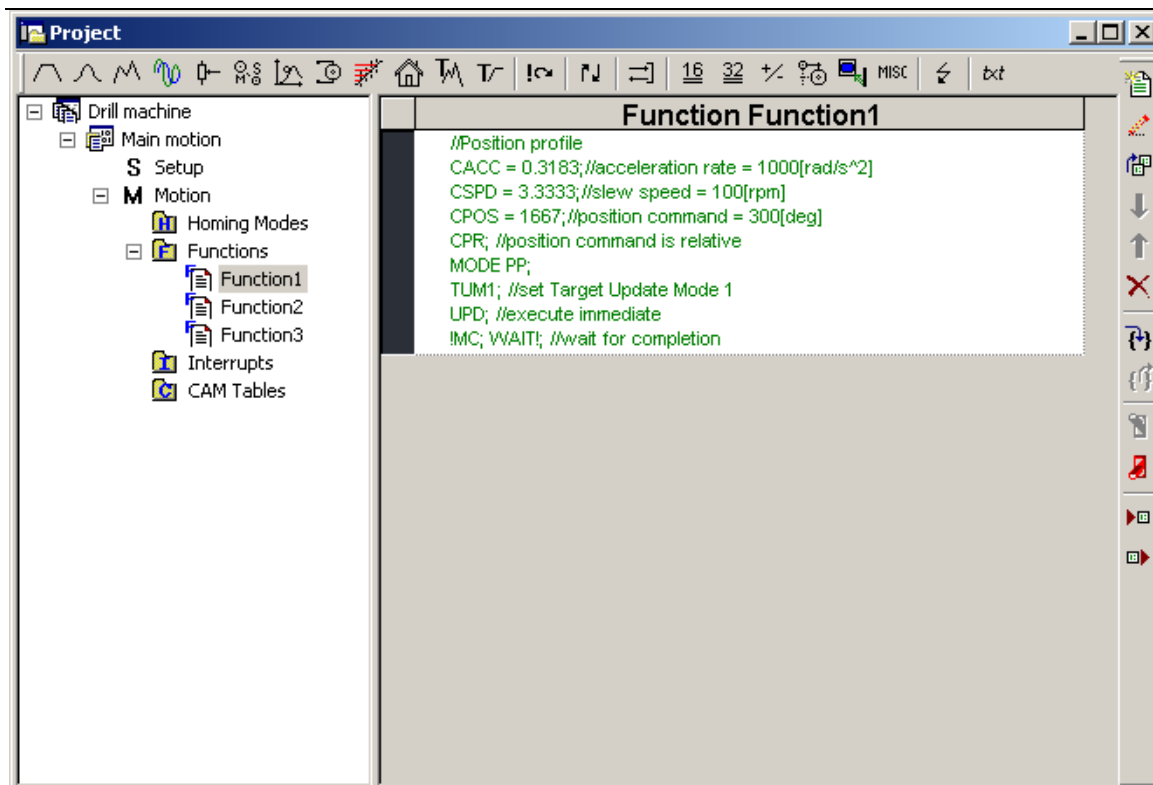 Project
16 32 +/- MISC txt
Drill machine
Main motion
S Setup
M Motion
H Homing Modes
F Functions
Function1
Function2
Function3
I Interrupts
C CAM Tables
Function Function1
//Position profile
CACC = 0.3183;//acceleration rate = 1000[rad/s^2]
CSPD = 3.3333;//slew speed = 100[rpm]
CPOS = 1667;//position command = 300[deg]
CPR; //position command is relative
MODE PP;
TUM1; //set Target Update Mode 1
UPD; //execute immediate
!MC; WAIT!; //wait for completion